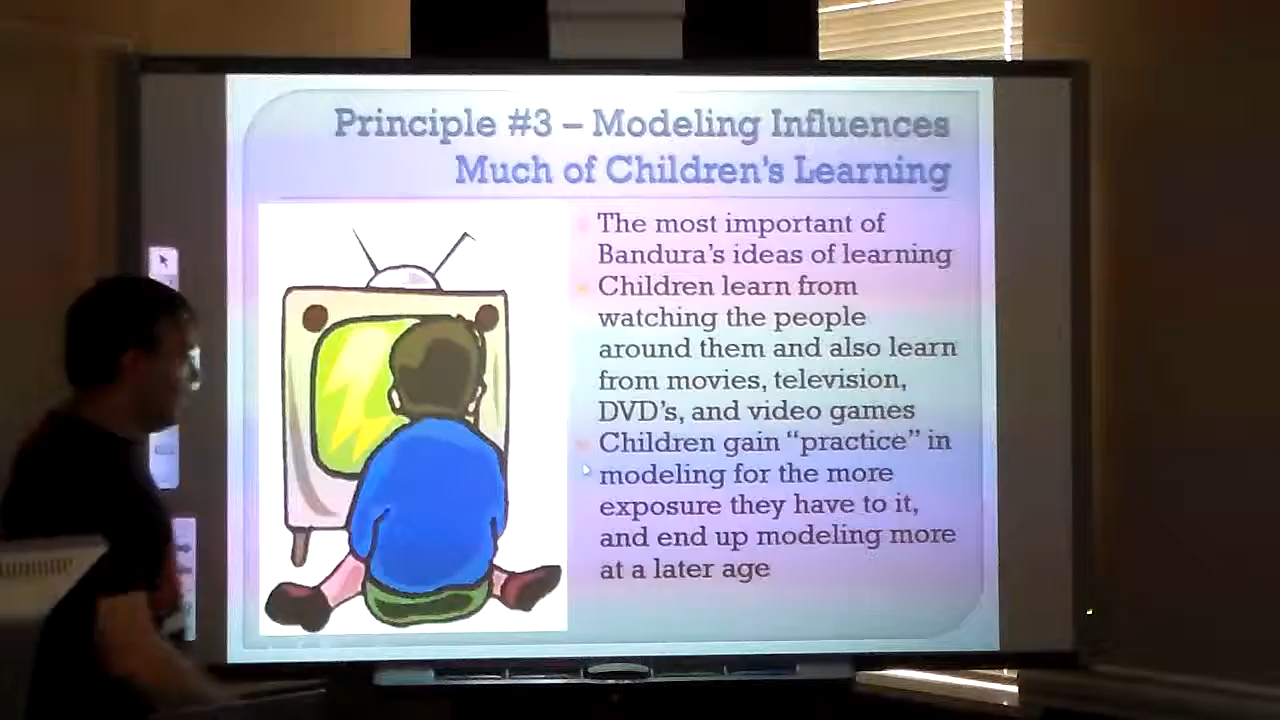 Principle #3 – Modeling Influences
Much of Children's Learning
The most important of
Bandura's ideas of learning
Children learn from
watching the people
around them and also learn
from movies, television,
DVD's, and video games
Children gain “practice” in
modeling for the more
exposure they have to it,
and end up modeling more
at a later age